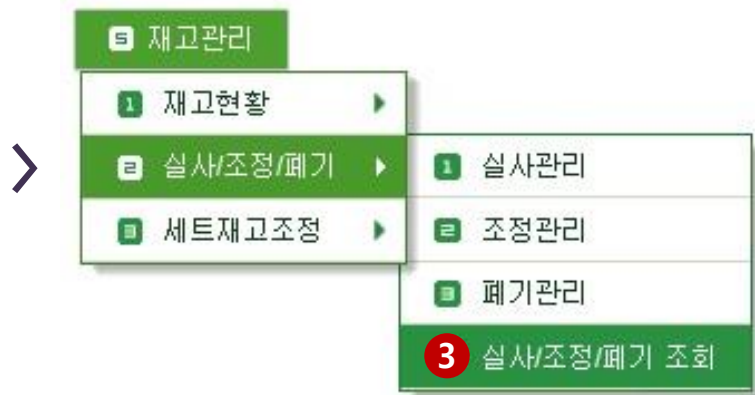 5 재고관리
1 재고현황
2 실사/조정/폐기
3 세트재고조정
1 실사관리
2 조정관리
3 폐기관리
3 실사/조정/폐기 조회